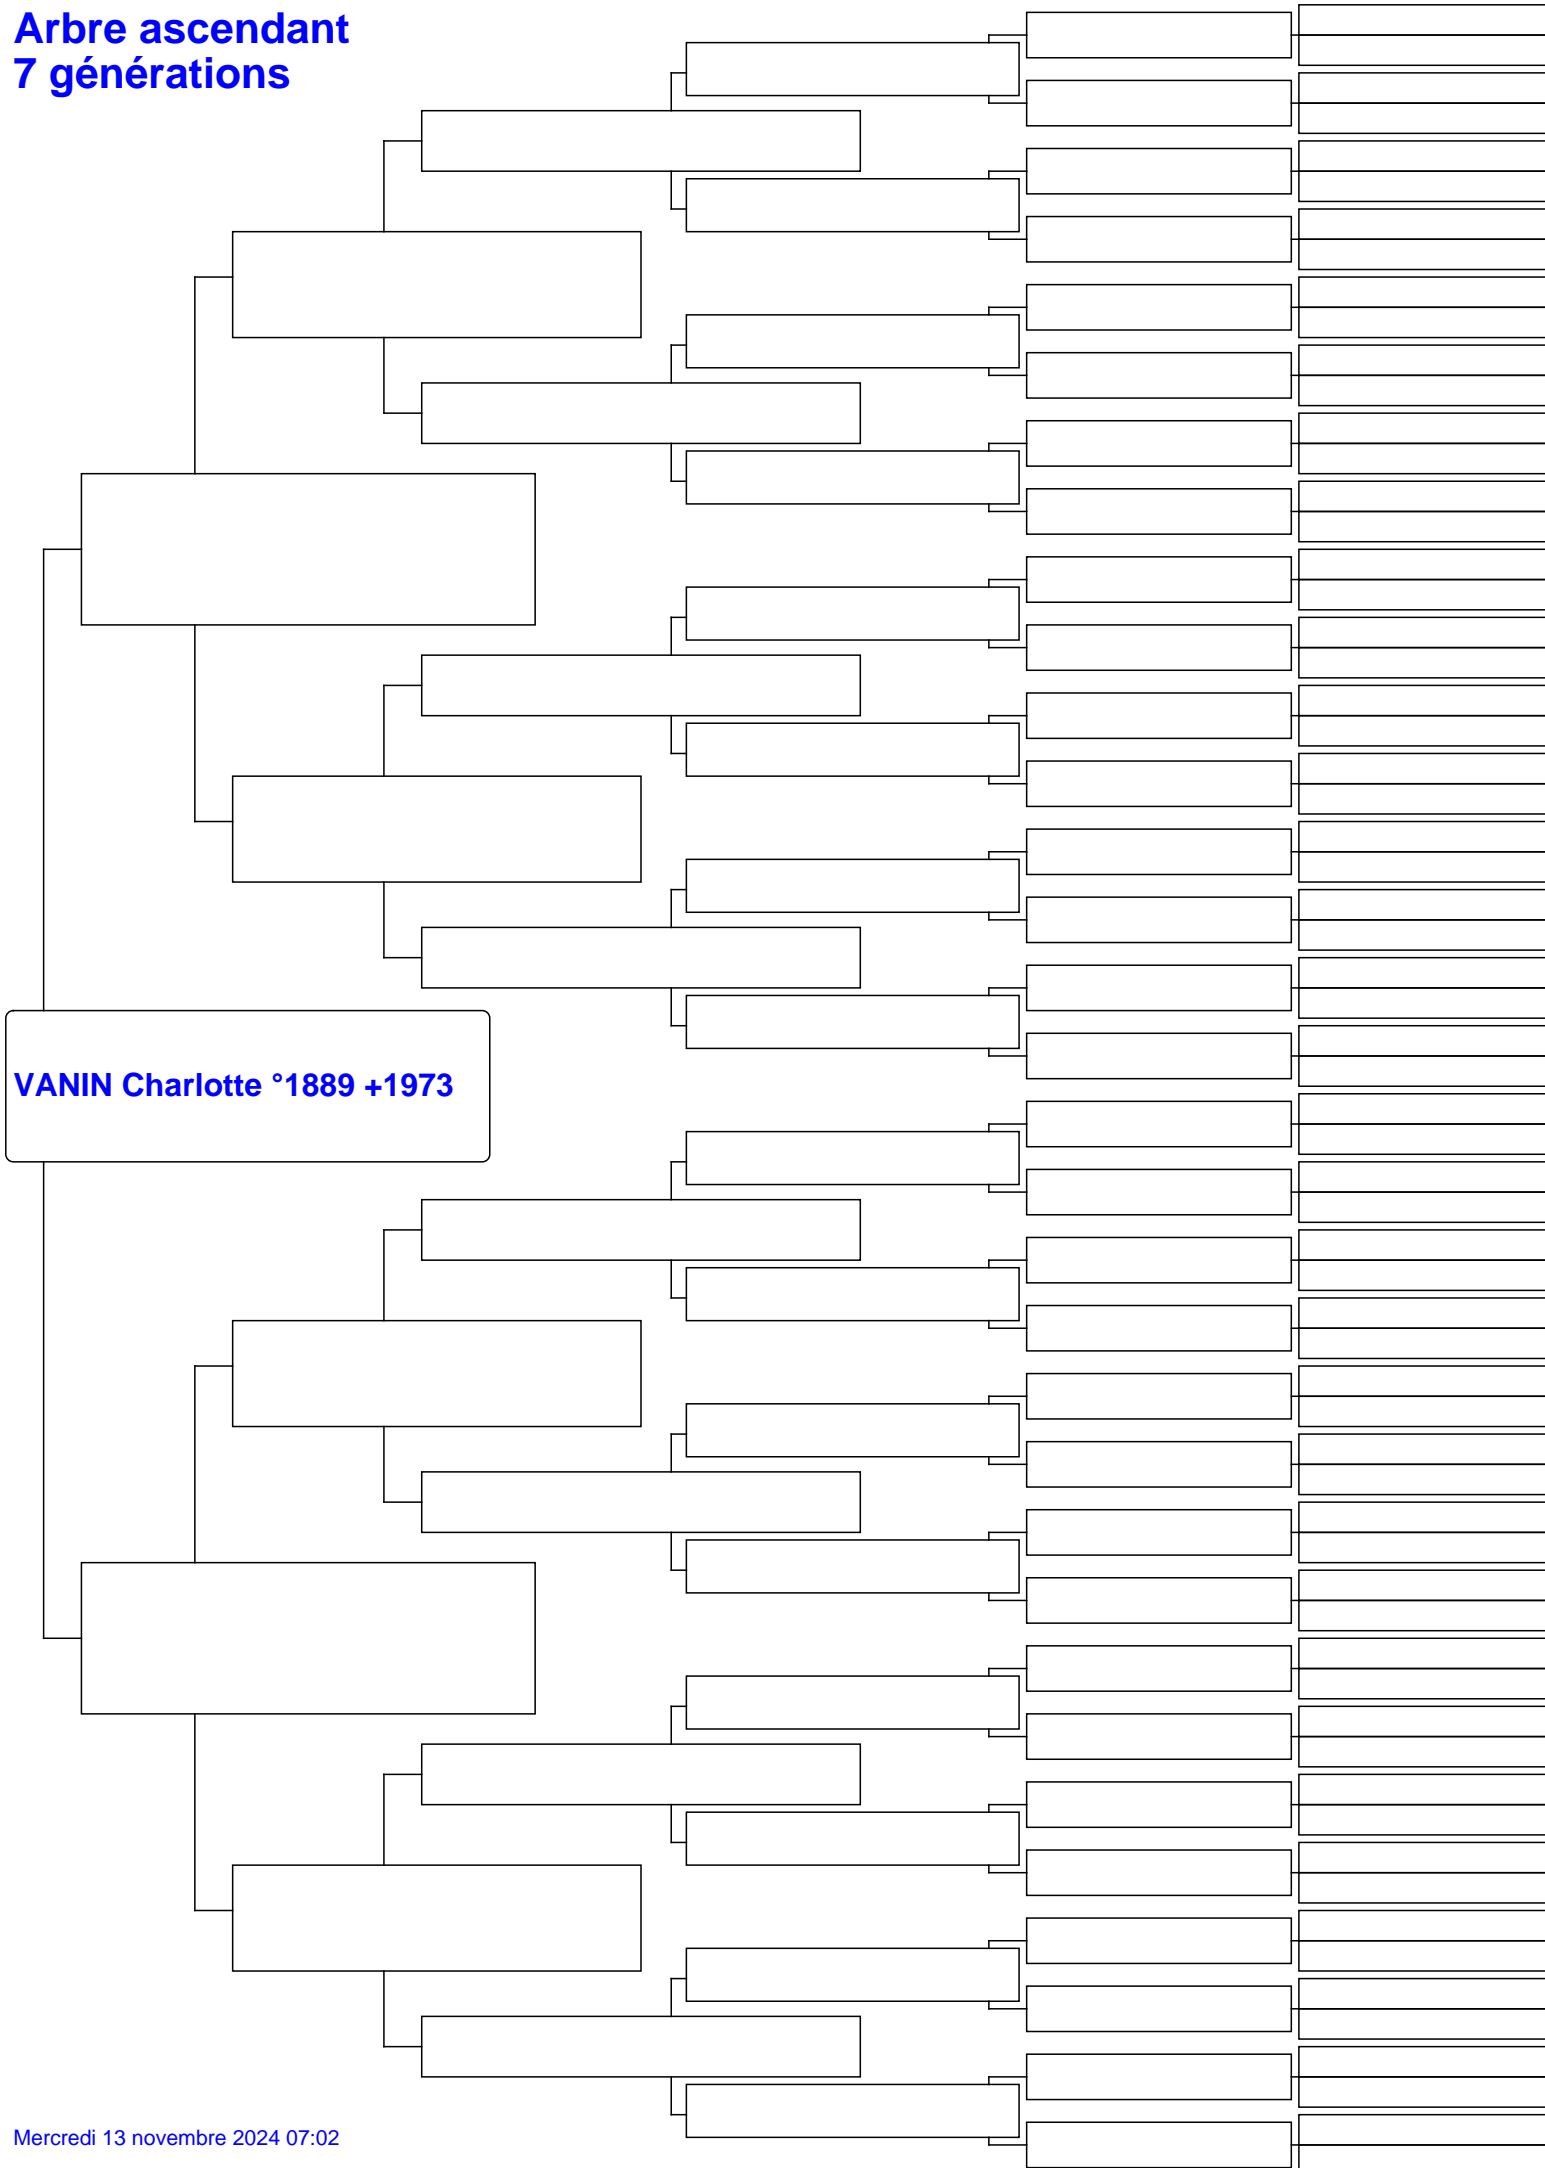 Arbre ascendant
7 générations
VANIN Charlotte °1889 +1973
Mercredi 13 novembre 2024 07:02